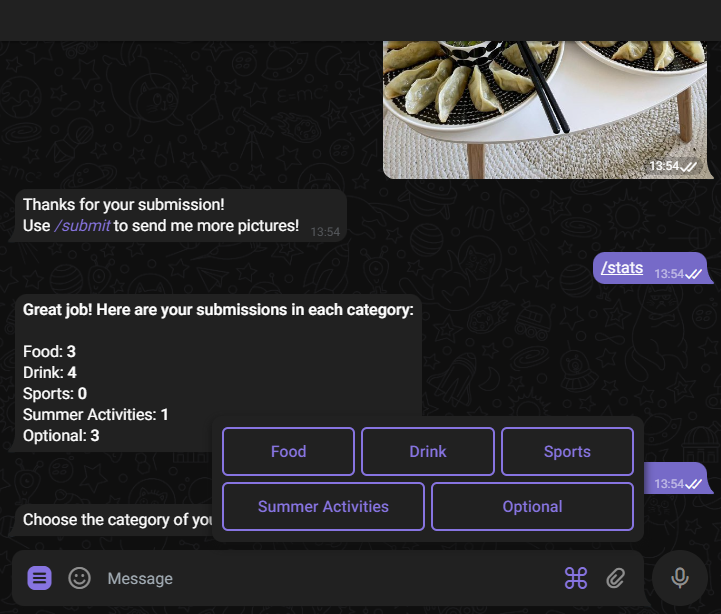 13:54
Thanks for your submission!
Use /submit to send me more pictures!
13:54
/stats
13:54
Great job! Here are your submissions in each category:
Food: 3
Drink: 4
Sports: 0
Summer Activities: 1
Optional: 3
Food
Drink
Sports
13:54
Summer Activities
Optional
Choose the category of
Message